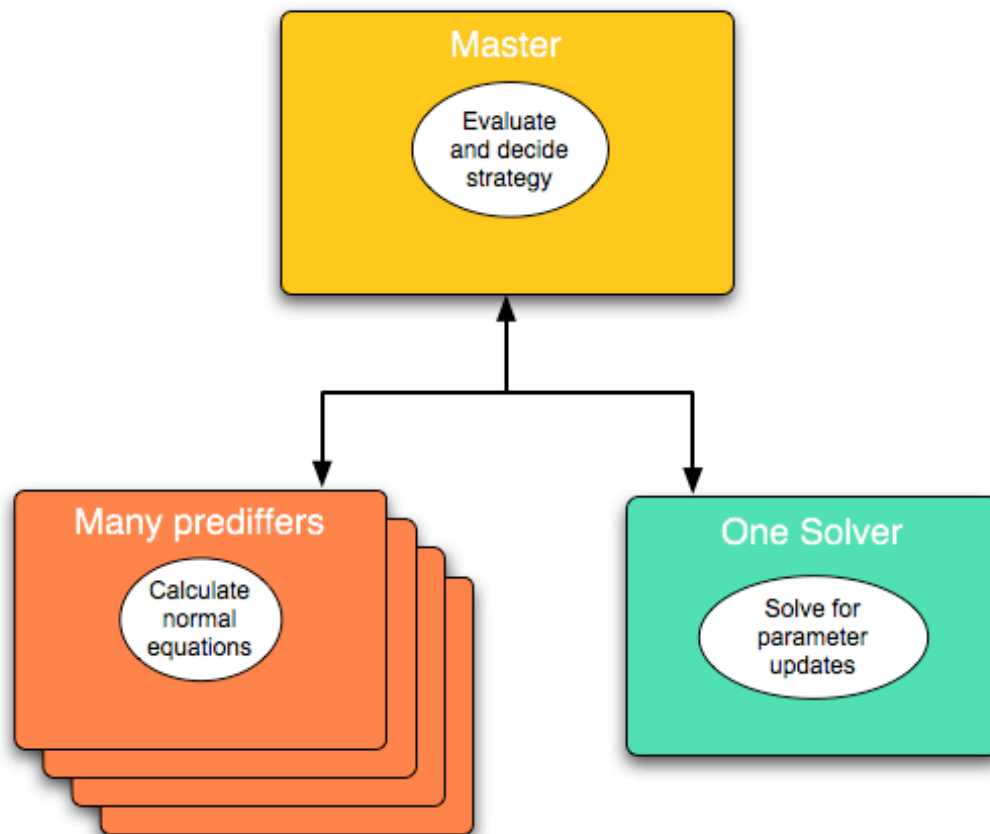 Master
Evaluate
and decide
strategy
Many prediffers
Calculate
normal
equations
One Solver
Solve for
parameter
updates